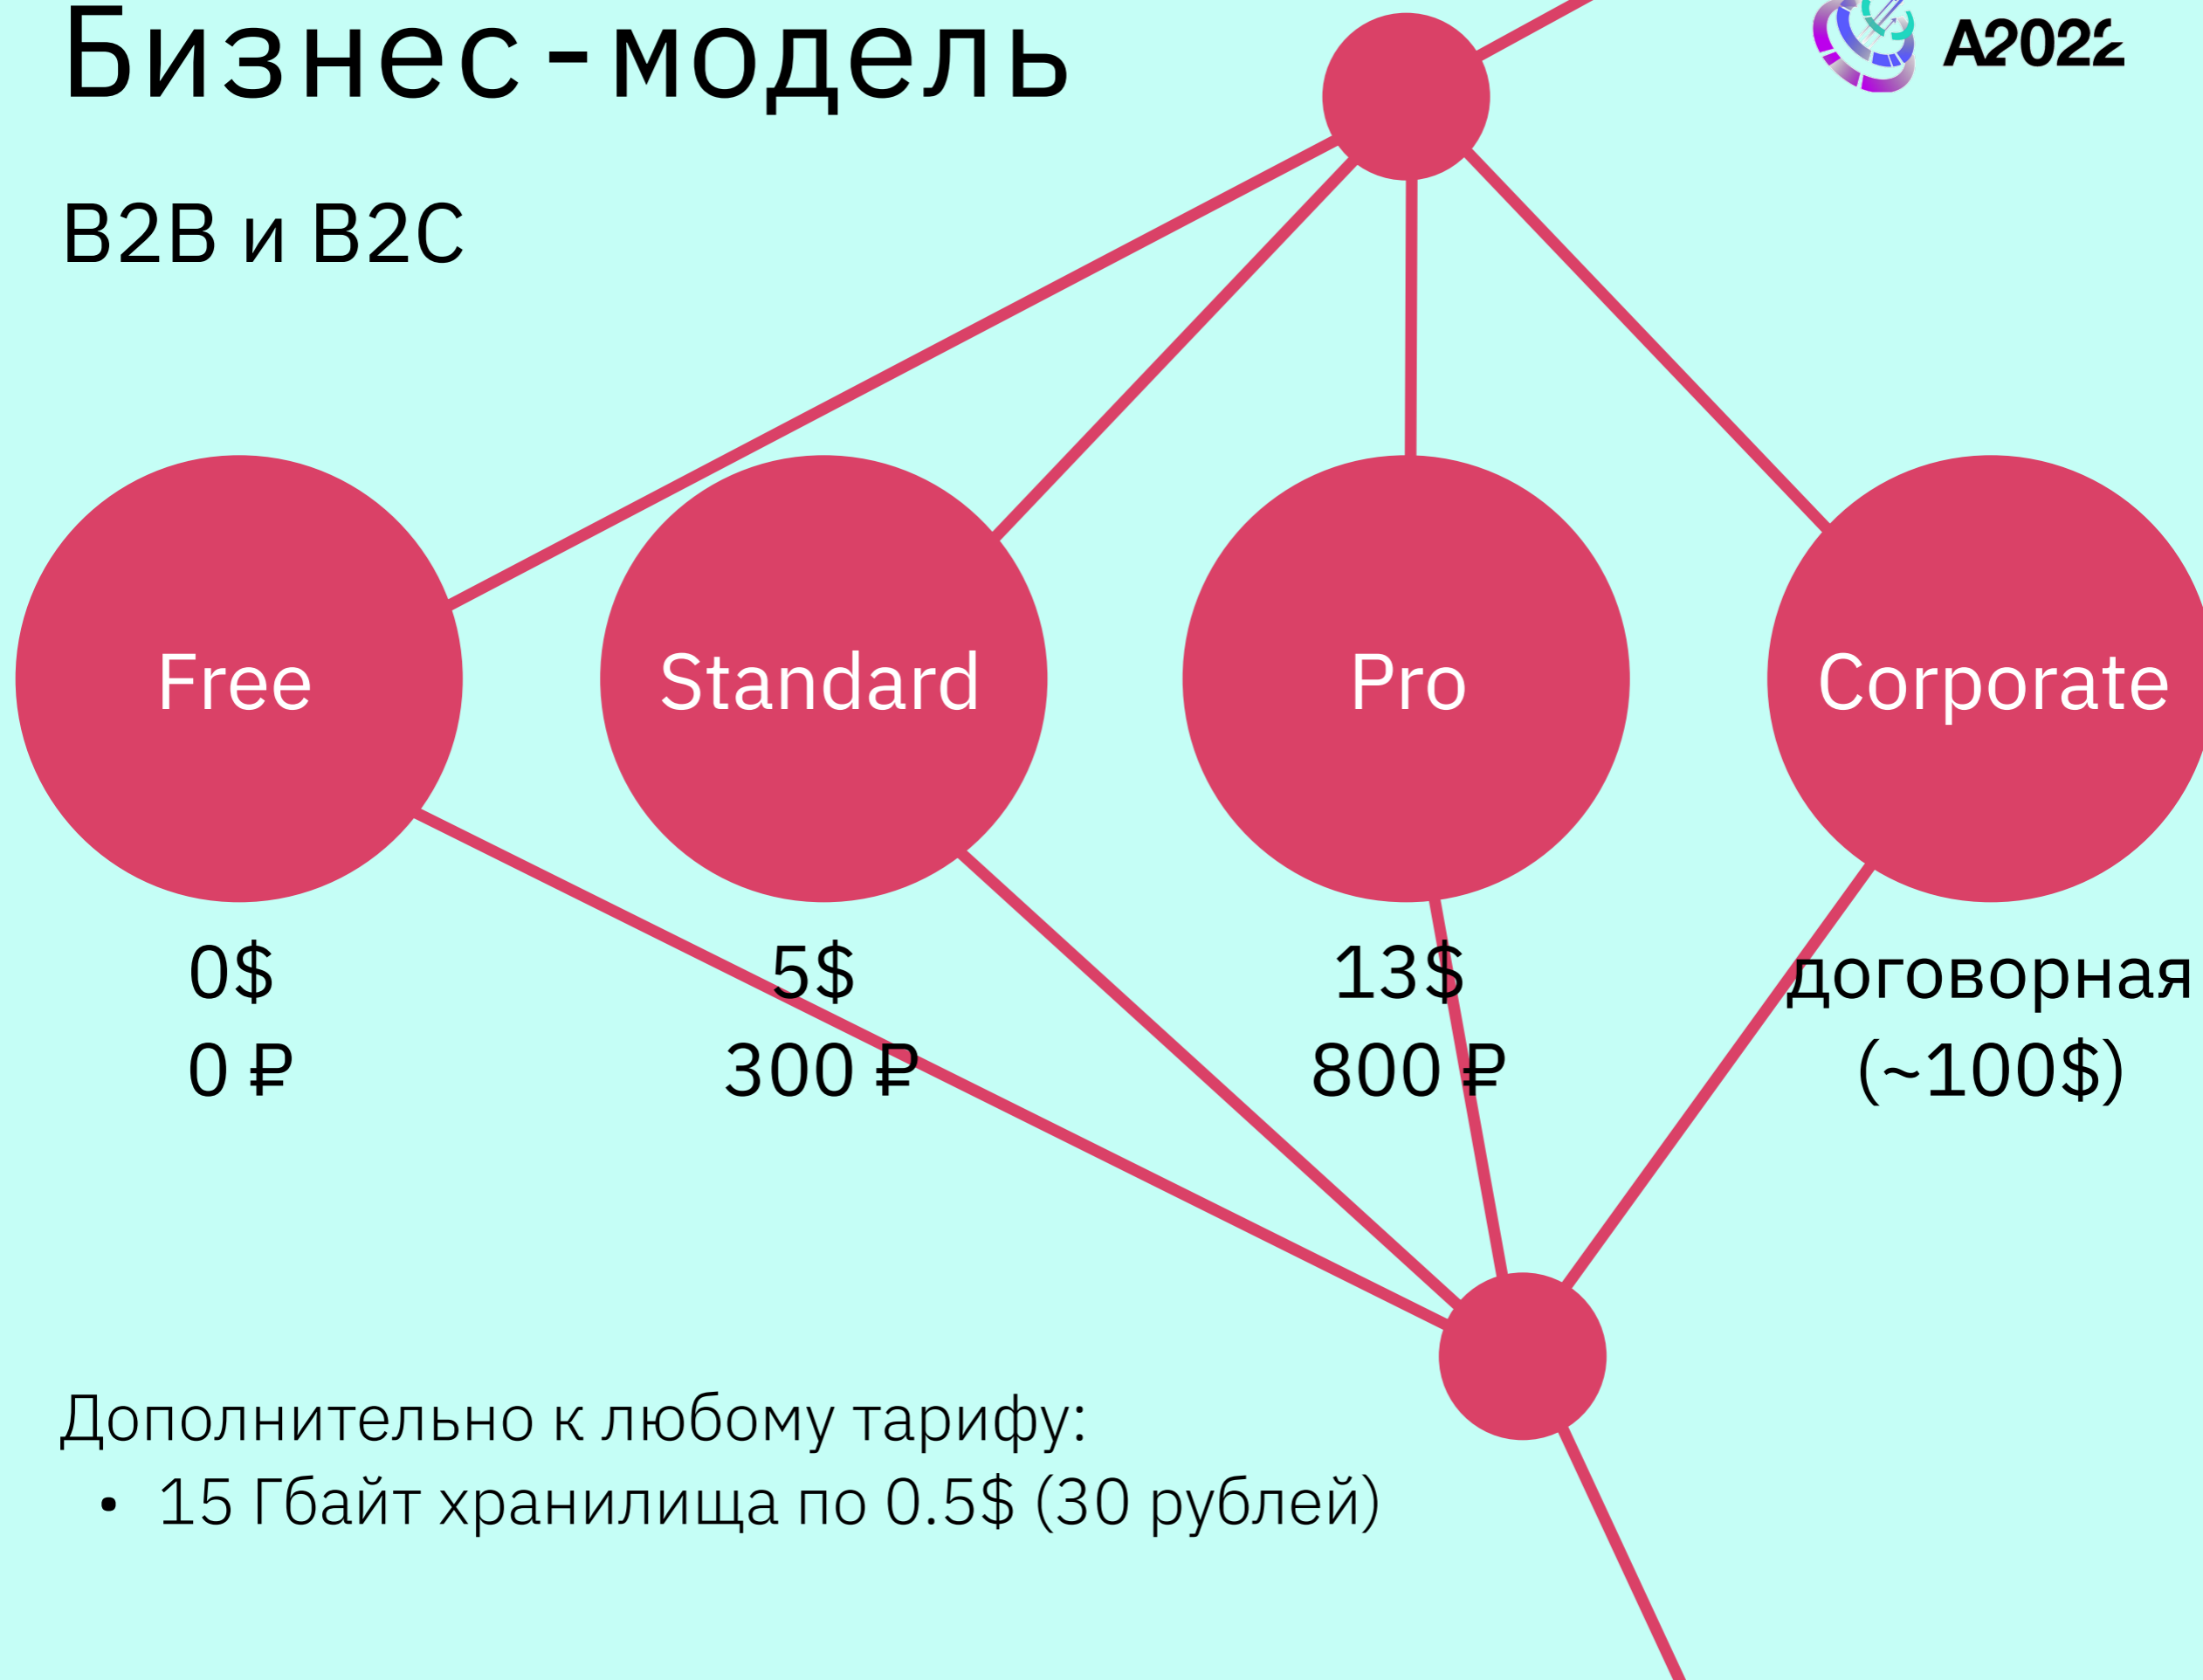 Бизнес-модель
A2022
B2B и B2C
Free
Standard
Pro
Corporate
0$
0 ₽
5$
300 ₽
13$
800 ₽
договорная
(~100$)
Дополнительно к любому тарифу:
• 15 Гбайт хранилища по 0.5$ (30 рублей)